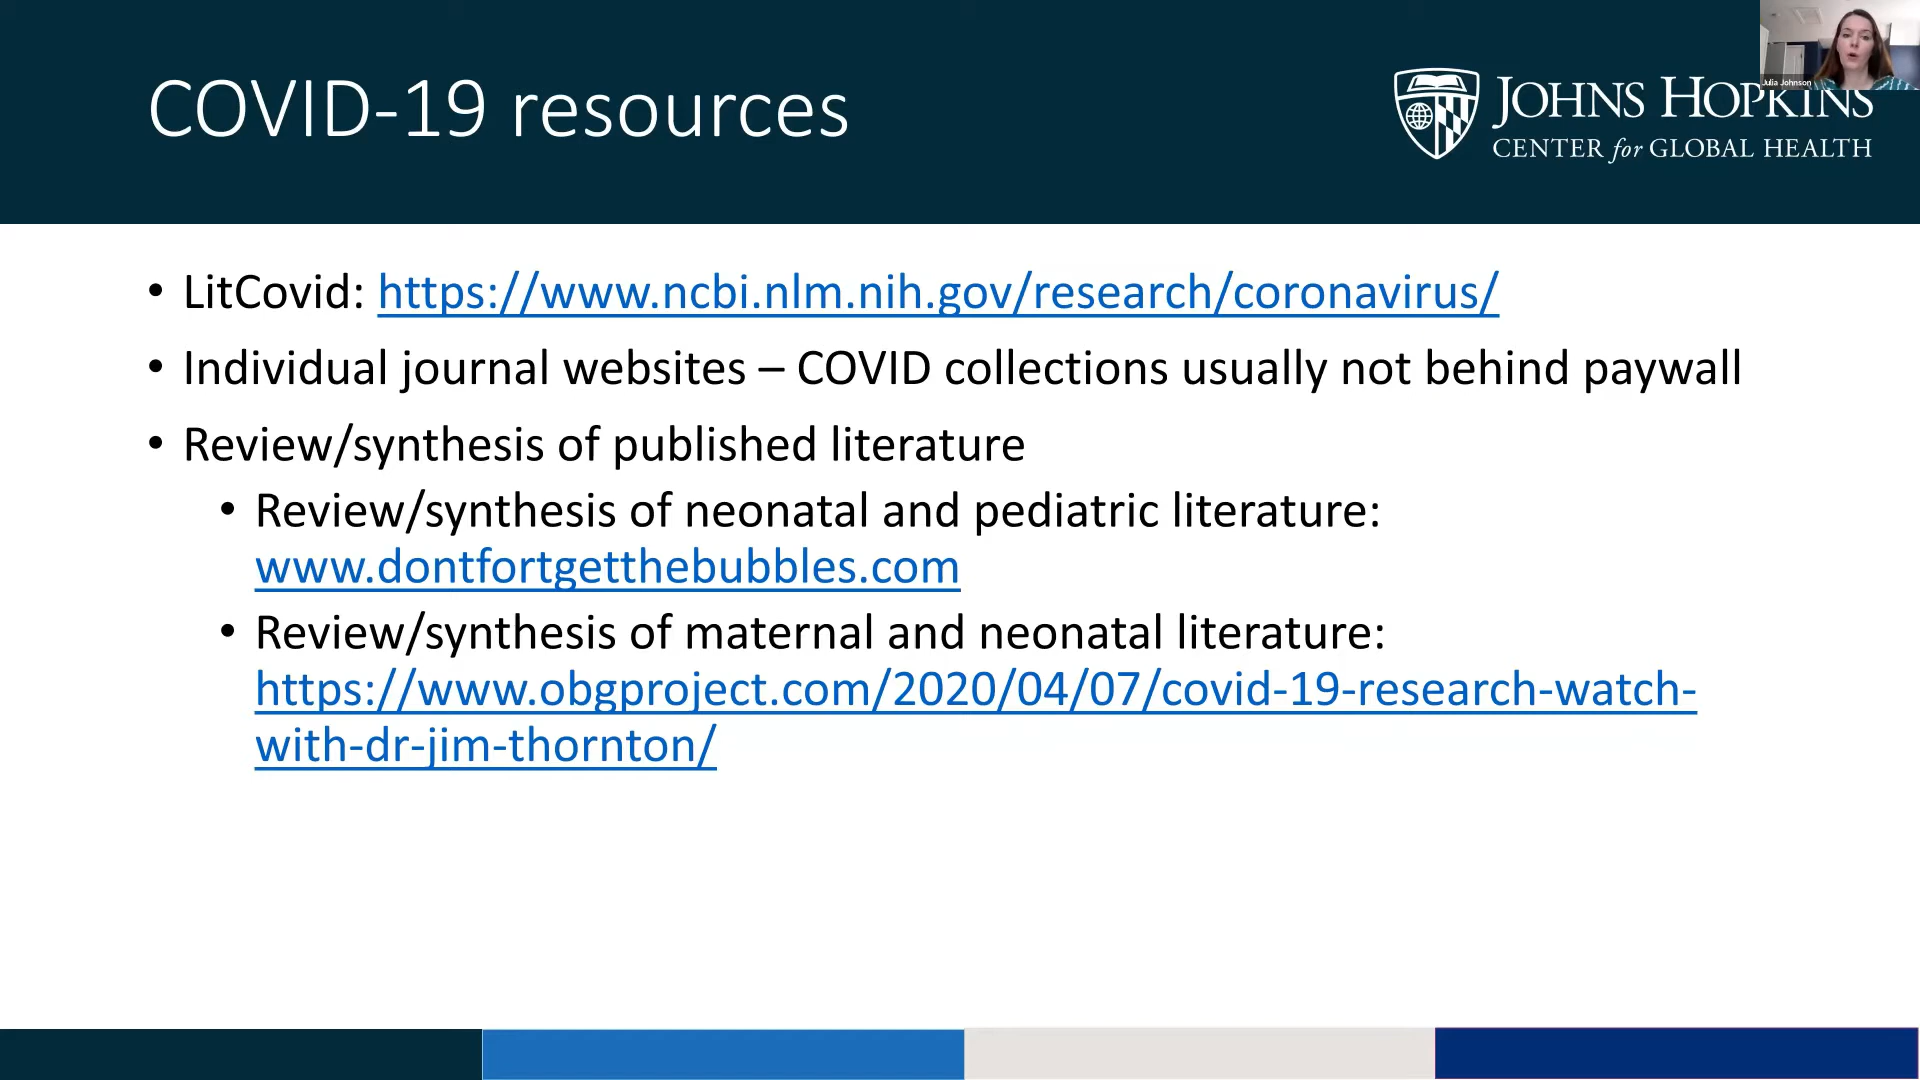 COVID-19 resources
Julia Johnson
JOHNS HOPKINS
CENTER for GLOBAL HEALTH
• LitCovid: https://www.ncbi.nlm.nih.gov/research/coronavirus/
• Individual journal websites – COVID collections usually not behind paywall
• Review/synthesis of published literature
• Review/synthesis of neonatal and pediatric literature:
www.dontfortgetthebubbles.com
• Review/synthesis of maternal and neonatal literature:
https://www.obgproject.com/2020/04/07/covid-19-research-watch-
with-dr-jim-thornton/